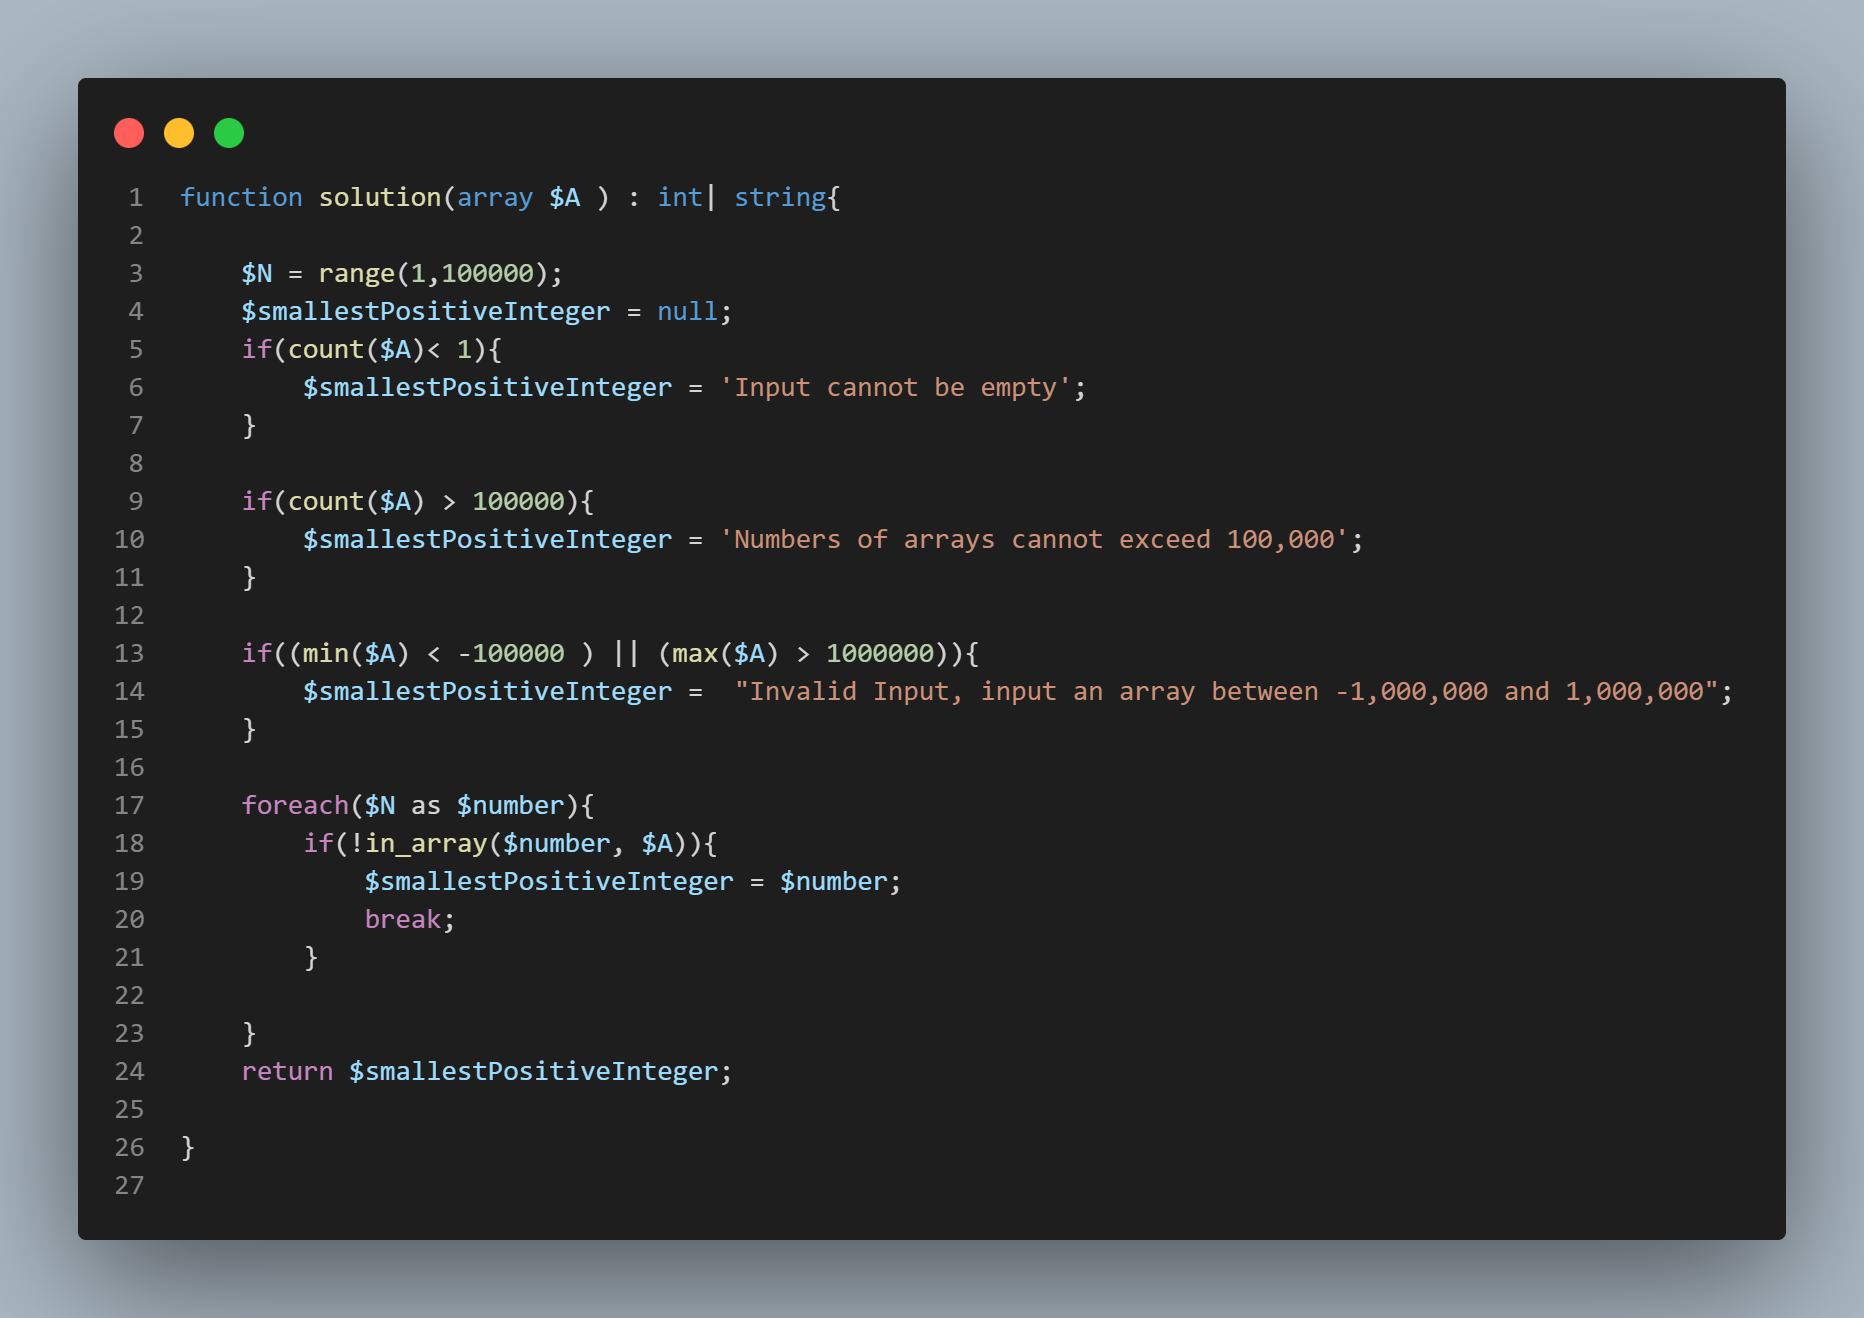 1 function solution(array $A ) : int| string{
2
3 $N = range(1,100000);
4 $smallestPositiveInteger = null;
5 if(count($A)< 1){
6 $smallestPositiveInteger = 'Input cannot be empty';
7 }
8
9 if(count($A) > 100000){
10 $smallestPositiveInteger = 'Numbers of arrays cannot exceed 100,000';
11 }
12
13 if((min($A) < -100000 ) || (max($A) > 1000000)){
14 $smallestPositiveInteger =  "Invalid Input, input an array between -1,000,000 and 1,000,000";
15 }
16
17 foreach($N as $number){
18 if(!in_array($number, $A)){
19 $smallestPositiveInteger = $number;
20 break;
21 }
22
23 }
24 return $smallestPositiveInteger;
25
26 }
27